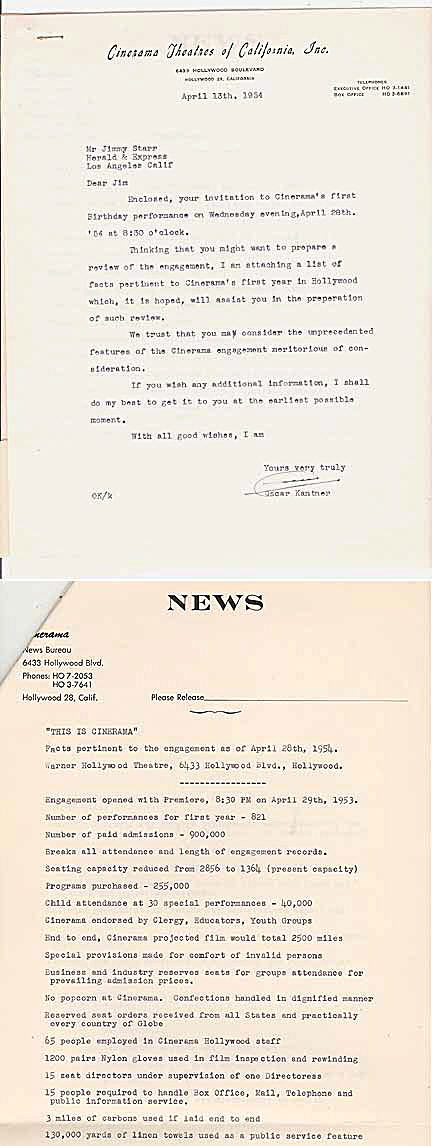 Cinerama Theatres of California, Inc.
6433 HOLLYWOOD BOULEVARD
HOLLYWOOD 28, CALIFORNIA
TELEPHONES
EXECUTIVE OFFICE HO 3-7641
BOX OFFICE HO 3-6891
April 13th. 1954
Mr Jimmy Starr
Herald & Express
Los Angeles Calif
Dear Jim
Enclosed, your invitation to Cinerama's first
Birthday performance on Wednesday evening,April 28th.
'54 at 8:30 o'clock.
Thinking that you might want to prepare a
review of the engagement, I am attaching a list of
facts pertinent to Cinerama's first year in Hollywood
which, it is hoped, will assist you in the preperation
of such review.
We trust that you may consider the unprecedented
features of the Cinerama engagement meritorious of con-
sideration.
If you wish any additional information, I shall
do my best to get it to you at the earliest possible
moment.
With all good wishes, I am
Yours very truly
Oscar Kantner
OK/k
NEWS
nerama
News Bureau
6433 Hollywood Blvd.
Phones: HO 7-2053
HO 3-7641
Hollywood 28, Calif.
Please Release
"THIS IS CINERAMA"
Facts pertinent to the engagement as of April 28th, 1954.
Warner Hollywood Theatre, 6433 Hollywood Blvd., Hollywood.
-----------------
Engagement opened with Premiere, 8:30 PM on April 29th, 1953.
Number of performances for first year - 821
Number of paid admissions - 900,000
Breaks all attendance and length of engagement records.
Seating capacity reduced from 2856 to 1364 (present capacity)
Programs purchased - 255,000
Child attendance at 30 special performances - 40,000
Cinerama endorsed by Clergy, Educators, Youth Groups
End to end, Cinerama projected film would total 2500 miles
Special provisions made for comfort of invalid persons
Business and industry reserves seats for groups attendance for
prevailing admission prices.
No popcorn at Cinerama. Confections handled in dignified manner
Reserved seat orders received from all States and practically
every country of Globe
65 people employed in Cinerama Hollywood staff
1200 pairs Nylon gloves used in film inspection and rewinding
15 seat directors under supervision of one Directoress
15 people required to handle Box Office, Mail, Telephone and
public information service.
3 miles of carbons used if laid end to end
130,000 yards of linen towels used as a public service feature